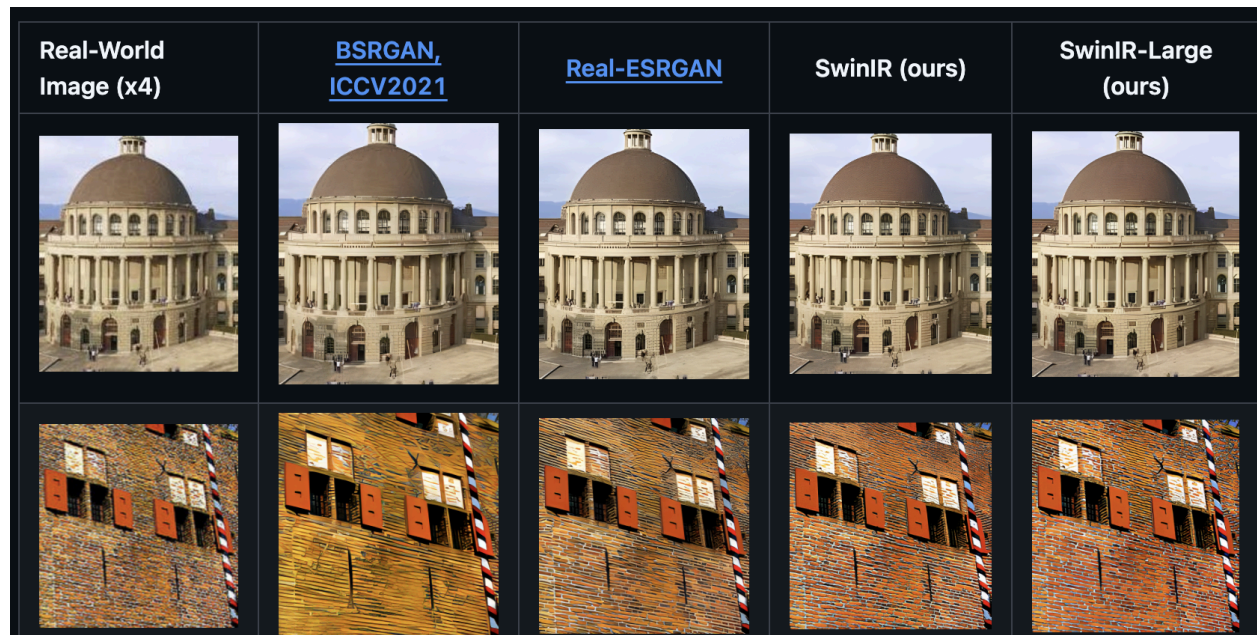 Real-World
Image (x4)
BSRGAN,
ICCV2021
Real-ESRGAN
SwinIR (ours)
SwinIR-Large
(ours)